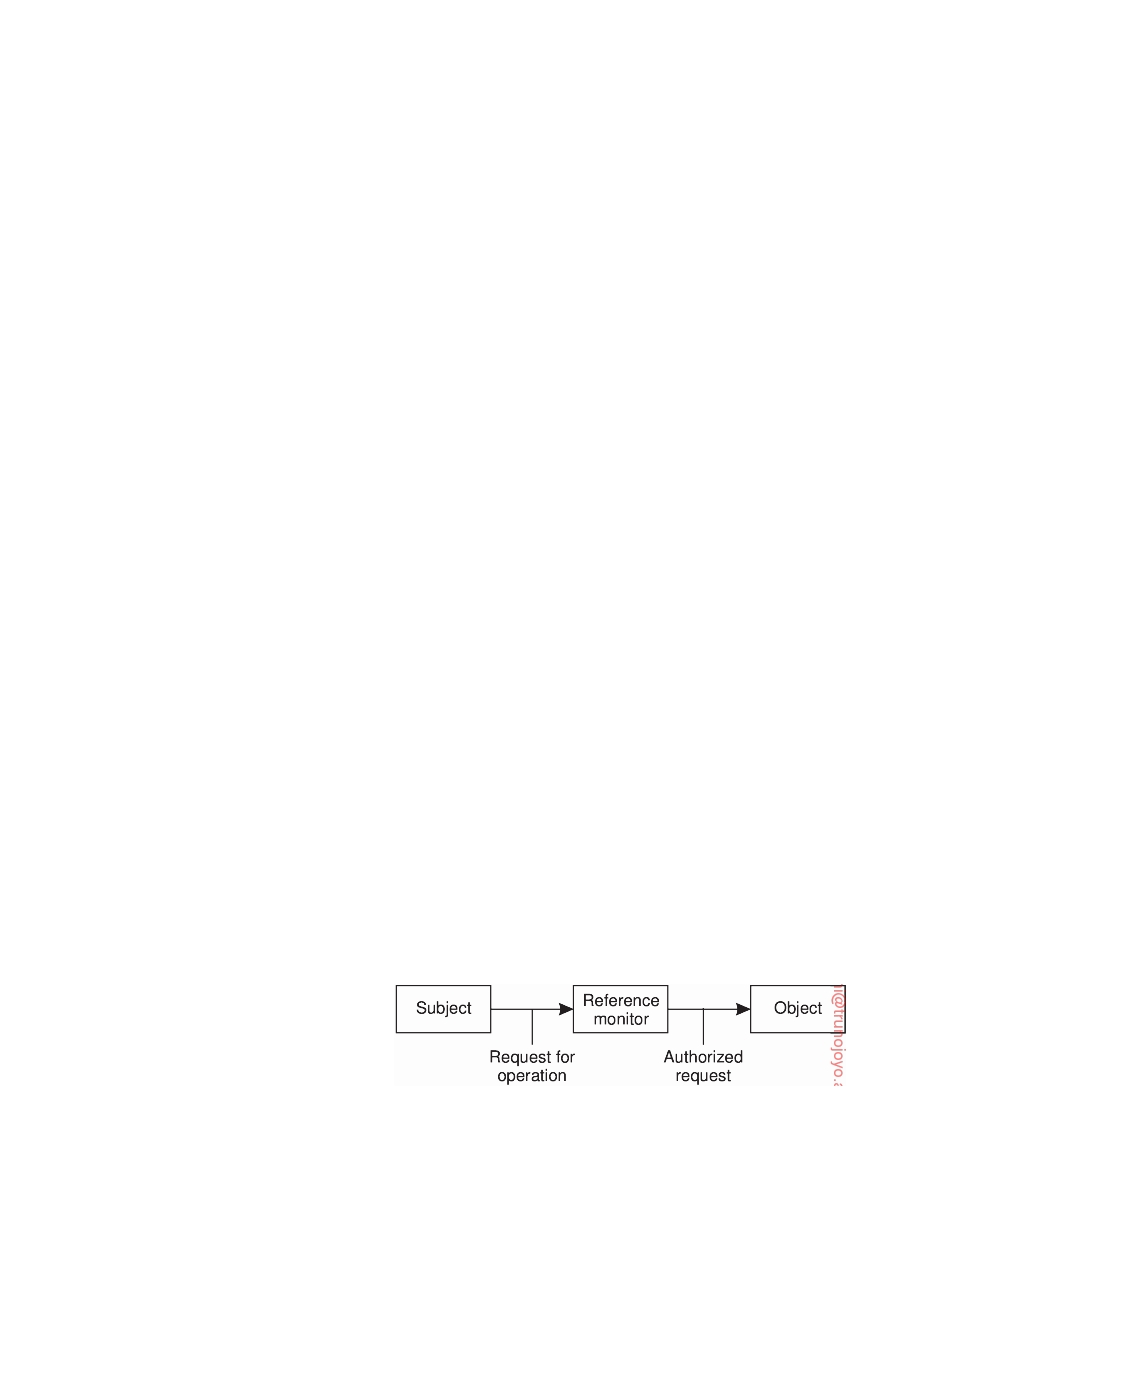 Subject
Reference
monitor
Object
Request for
operation
Authorized
request